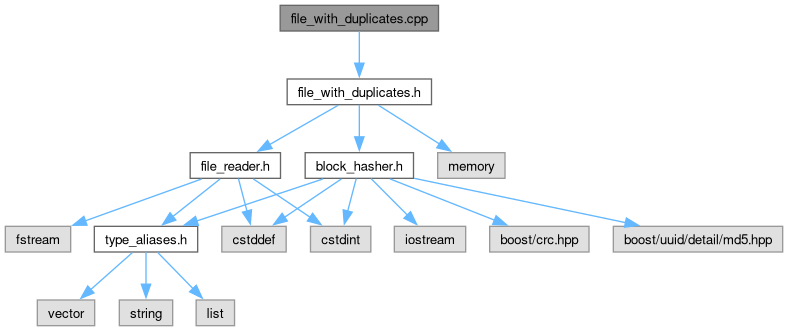 file_with_duplicates.cpp
file_with_duplicates.h
file_reader.h
block_hasher.h
memory
fstream
type_aliases.h
cstddef
cstdint
iostream
boost/crc.hpp
boost/uuid/detail/md5.hpp
vector
string
list